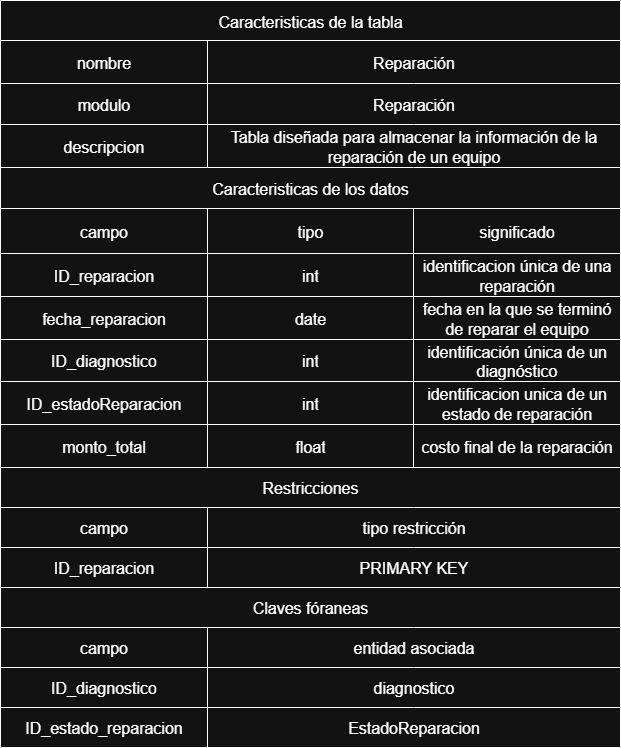 Caracteristicas de la tabla
nombre
Reparación
modulo
Reparación
descripcion
Tabla diseñada para almacenar la información de la
reparación de un equipo
Caracteristicas de los datos
campo
tipo
significado
ID_reparacion
int
identificacion única de una
reparación
fecha_reparacion
date
fecha en la que se terminó
de reparar el equipo
ID_diagnostico
int
identificación única de un
diagnóstico
ID_estadoReparacion
int
identificacion unica de un
estado de reparación
monto_total
float
costo final de la reparación
Restricciones
campo
tipo restricción
ID_reparacion
PRIMARY KEY
Claves fóraneas
campo
entidad asociada
ID_diagnostico
diagnostico
ID_estado_reparacion
EstadoReparacion